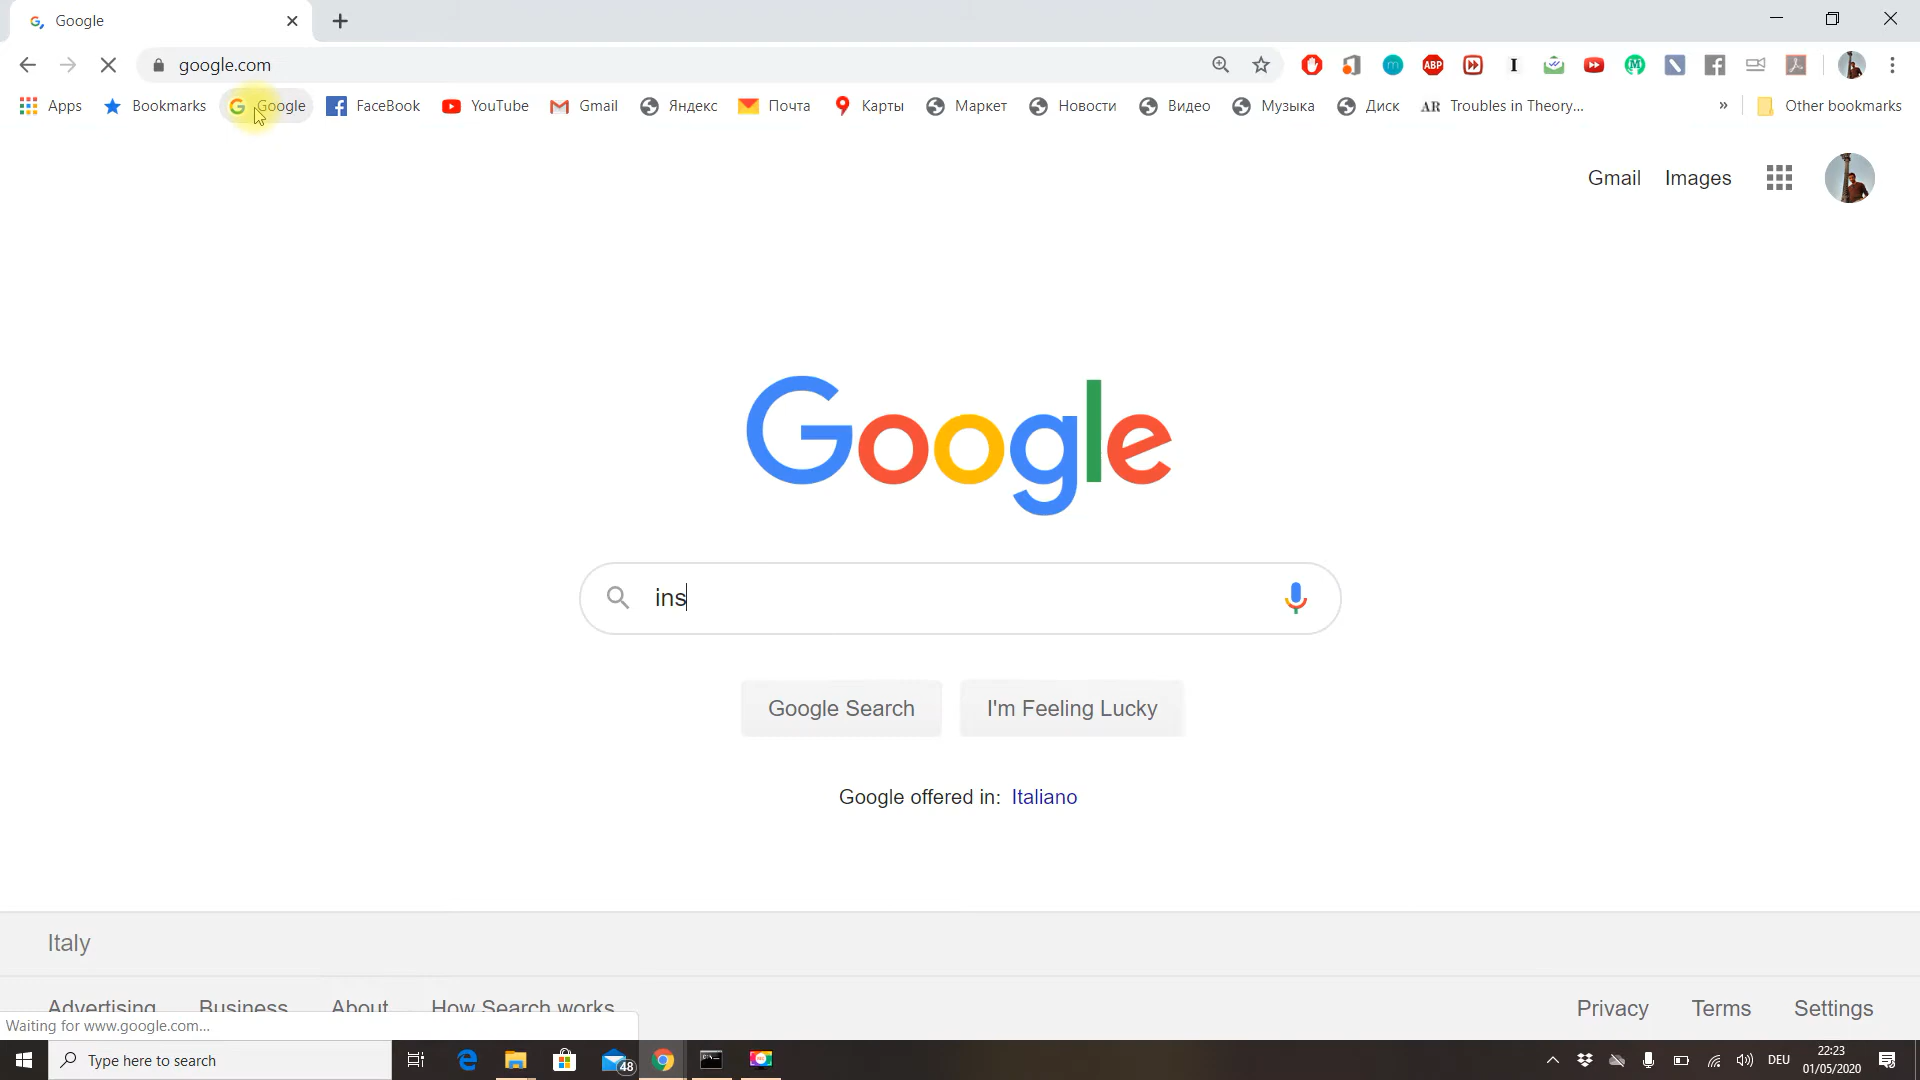 Google
google.com
Apps Bookmarks Google FaceBook YouTube Gmail Яндекс Почта Карты Маркет Новости Видео Музыка Диск AR Troubles in Theory... » Other bookmarks
Gmail Images
Google
ins
Google Search I'm Feeling Lucky
Google offered in: Italiano
Italy
Advertising Business About How Search works Privacy Terms Settings
Waiting for www.google.com...
Type here to search 48 DEU 22:23
01/05/2020